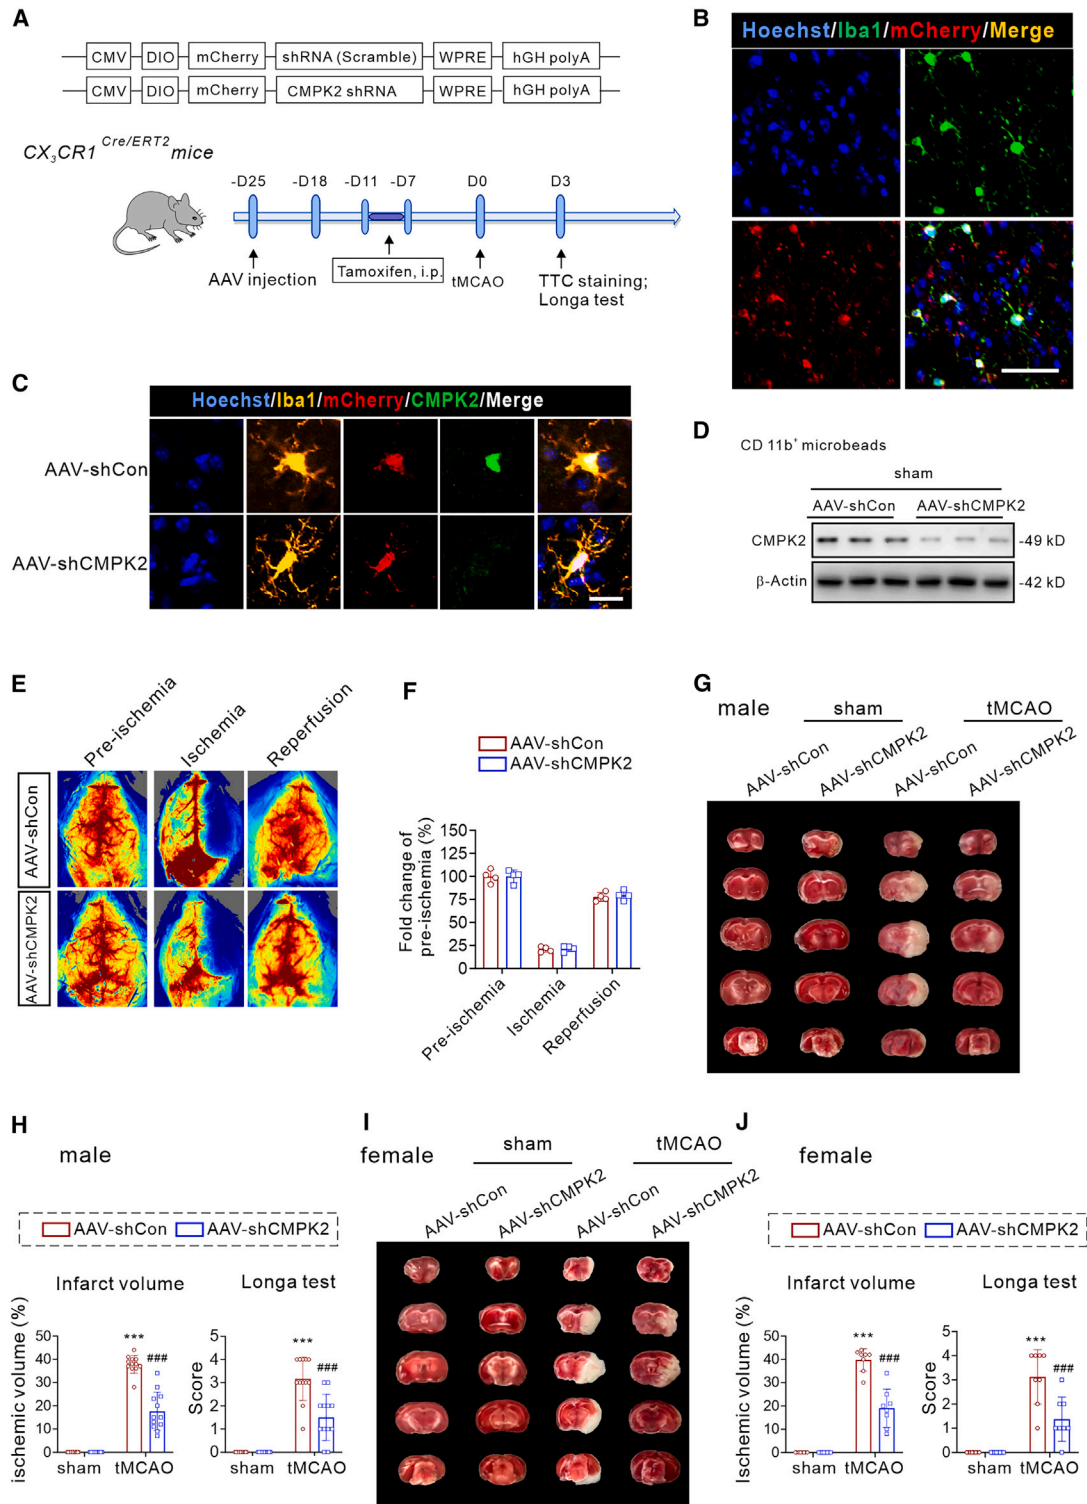 A
CMV DIO mCherry shRNA (Scramble) WPRE hGH polyA
CMV DIO mCherry CMPK2 shRNA WPRE hGH polyA
CX3CR1 Cre/ERT2 mice
-D25 -D18 -D11 -D7 D0 D3
AAV injection
Tamoxifen, i.p.
tMCAO
TTC staining;
Longa test
B
Hoechst/Iba1/mCherry/Merge
C
Hoechst/Iba1/mCherry/CMPK2/Merge
AAV-shCon
AAV-shCMPK2
D
CD 11b+ microbeads
sham
AAV-shCon AAV-shCMPK2
CMPK2 -49 kD
β-Actin -42 kD
E
Pre-ischemia Ischemia Reperfusion
AAV-shCon
AAV-shCMPK2
F
AAV-shCon
AAV-shCMPK2
Fold change of
pre-ischemia (%)
150
125
100
75
50
25
0
Pre-ischemia Ischemia Reperfusion
G
male sham tMCAO
AAV-shCon AAV-shCMPK2 AAV-shCon AAV-shCMPK2
H
male
AAV-shCon AAV-shCMPK2
Infarct volume
ischemic volume (%)
50
40
30
20
10
0
***
###
sham tMCAO
Longa test
Score
5
4
3
2
1
0
***
###
sham tMCAO
I
female sham tMCAO
AAV-shCon AAV-shCMPK2 AAV-shCon AAV-shCMPK2
J
female
AAV-shCon AAV-shCMPK2
Infarct volume
Ischemic volume (%)
50
40
30
20
10
0
***
###
sham tMCAO
Longa test
Score
5
4
3
2
1
0
***
###
sham tMCAO